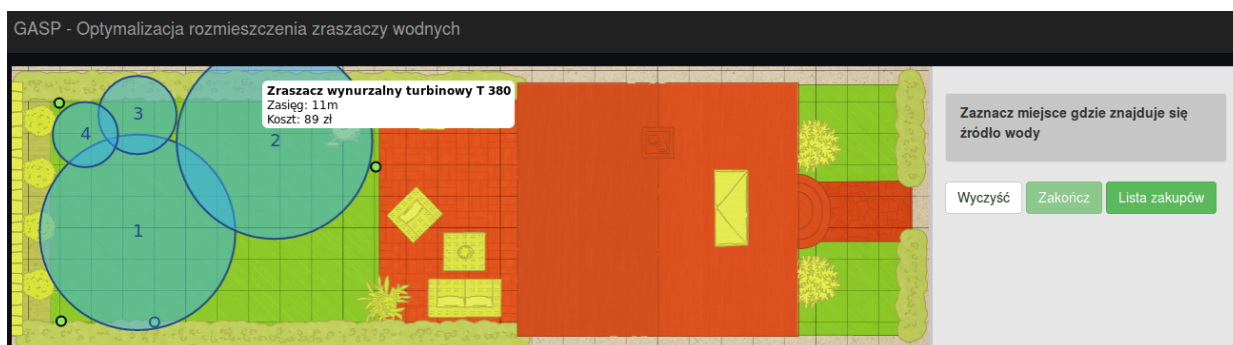 GASP - Optymalizacja rozmieszczenia zraszaczy wodnych
Zraszacz wynurzalny turbinowy T 380
Zasięg: 11m
Koszt: 89 zł
3
4
2
1
Zaznacz miejsce gdzie znajduje się
źródło wody
Wyczyść Zakończ Lista zakupów